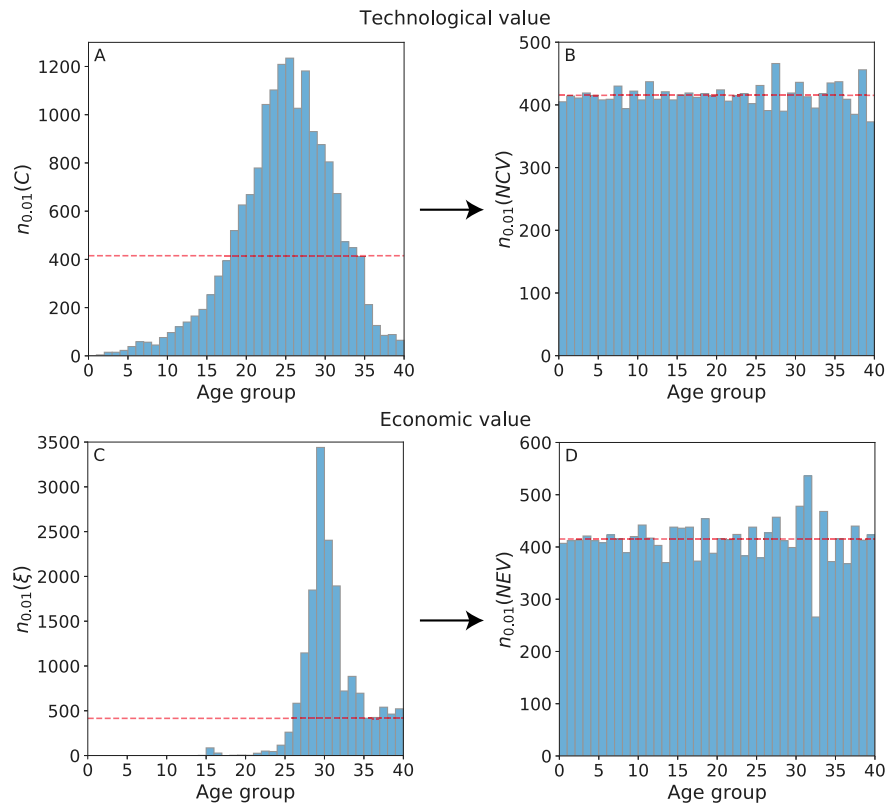 Technological value
A
n0.01(C)
1200
1000
800
600
400
200
0
0 5 10 15 20 25 30 35 40
Age group
B
n0.01(NCV)
500
400
300
200
100
0
0 5 10 15 20 25 30 35 40
Age group
Economic value
C
n0.01(ξ)
3500
3000
2500
2000
1500
1000
500
0
0 5 10 15 20 25 30 35 40
Age group
D
n0.01(NEV)
600
500
400
300
200
100
0
0 5 10 15 20 25 30 35 40
Age group